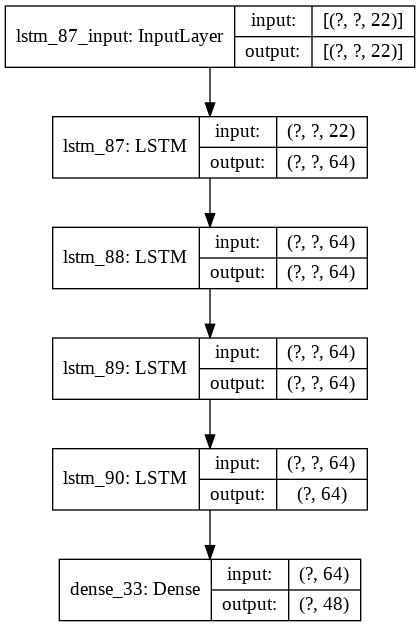 lstm_87_input: InputLayer
input: [(?, ?, 22)]
output: [(?, ?, 22)]
lstm_87: LSTM
input: (?, ?, 22)
output: (?, ?, 64)
lstm_88: LSTM
input: (?, ?, 64)
output: (?, ?, 64)
lstm_89: LSTM
input: (?, ?, 64)
output: (?, ?, 64)
lstm_90: LSTM
input: (?, ?, 64)
output: (?, 64)
dense_33: Dense
input: (?, 64)
output: (?, 48)